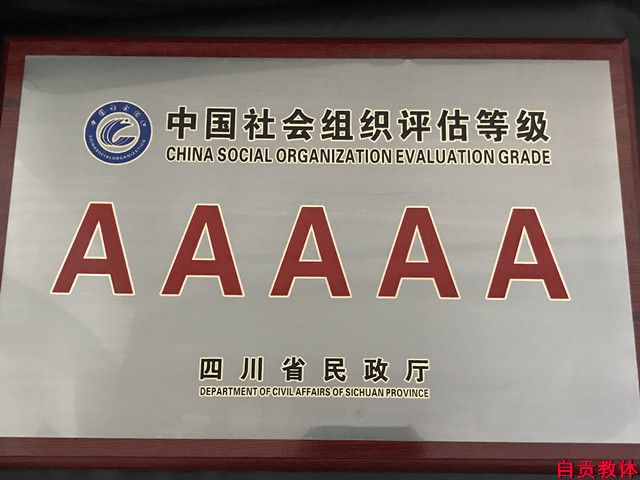 中国社会组织评估等级
CHINA SOCIAL ORGANIZATION EVALUATION GRADE
AAAAA
四川省民政厅
DEPARTMENT OF CIVIL AFFAIRS OF SICHUAN PROVINCE
自贡教体